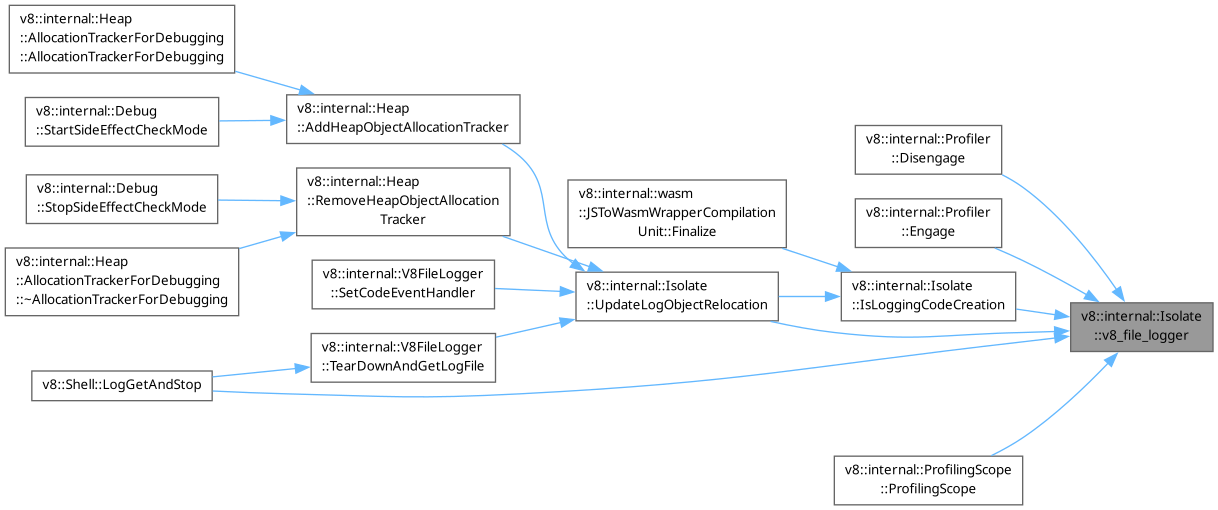 v8::internal::Heap
::AllocationTrackerForDebugging
::AllocationTrackerForDebugging
v8::internal::Debug
::StartSideEffectCheckMode
v8::internal::Debug
::StopSideEffectCheckMode
v8::internal::Heap
::AllocationTrackerForDebugging
::~AllocationTrackerForDebugging
v8::Shell::LogGetAndStop
v8::internal::Heap
::AddHeapObjectAllocationTracker
v8::internal::Heap
::RemoveHeapObjectAllocation
Tracker
v8::internal::V8FileLogger
::SetCodeEventHandler
v8::internal::V8FileLogger
::TearDownAndGetLogFile
v8::internal::wasm
::JSToWasmWrapperCompilation
Unit::Finalize
v8::internal::Isolate
::UpdateLogObjectRelocation
v8::internal::Profiler
::Disengage
v8::internal::Profiler
::Engage
v8::internal::Isolate
::IsLoggingCodeCreation
v8::internal::ProfilingScope
::ProfilingScope
v8::internal::Isolate
::v8_file_logger